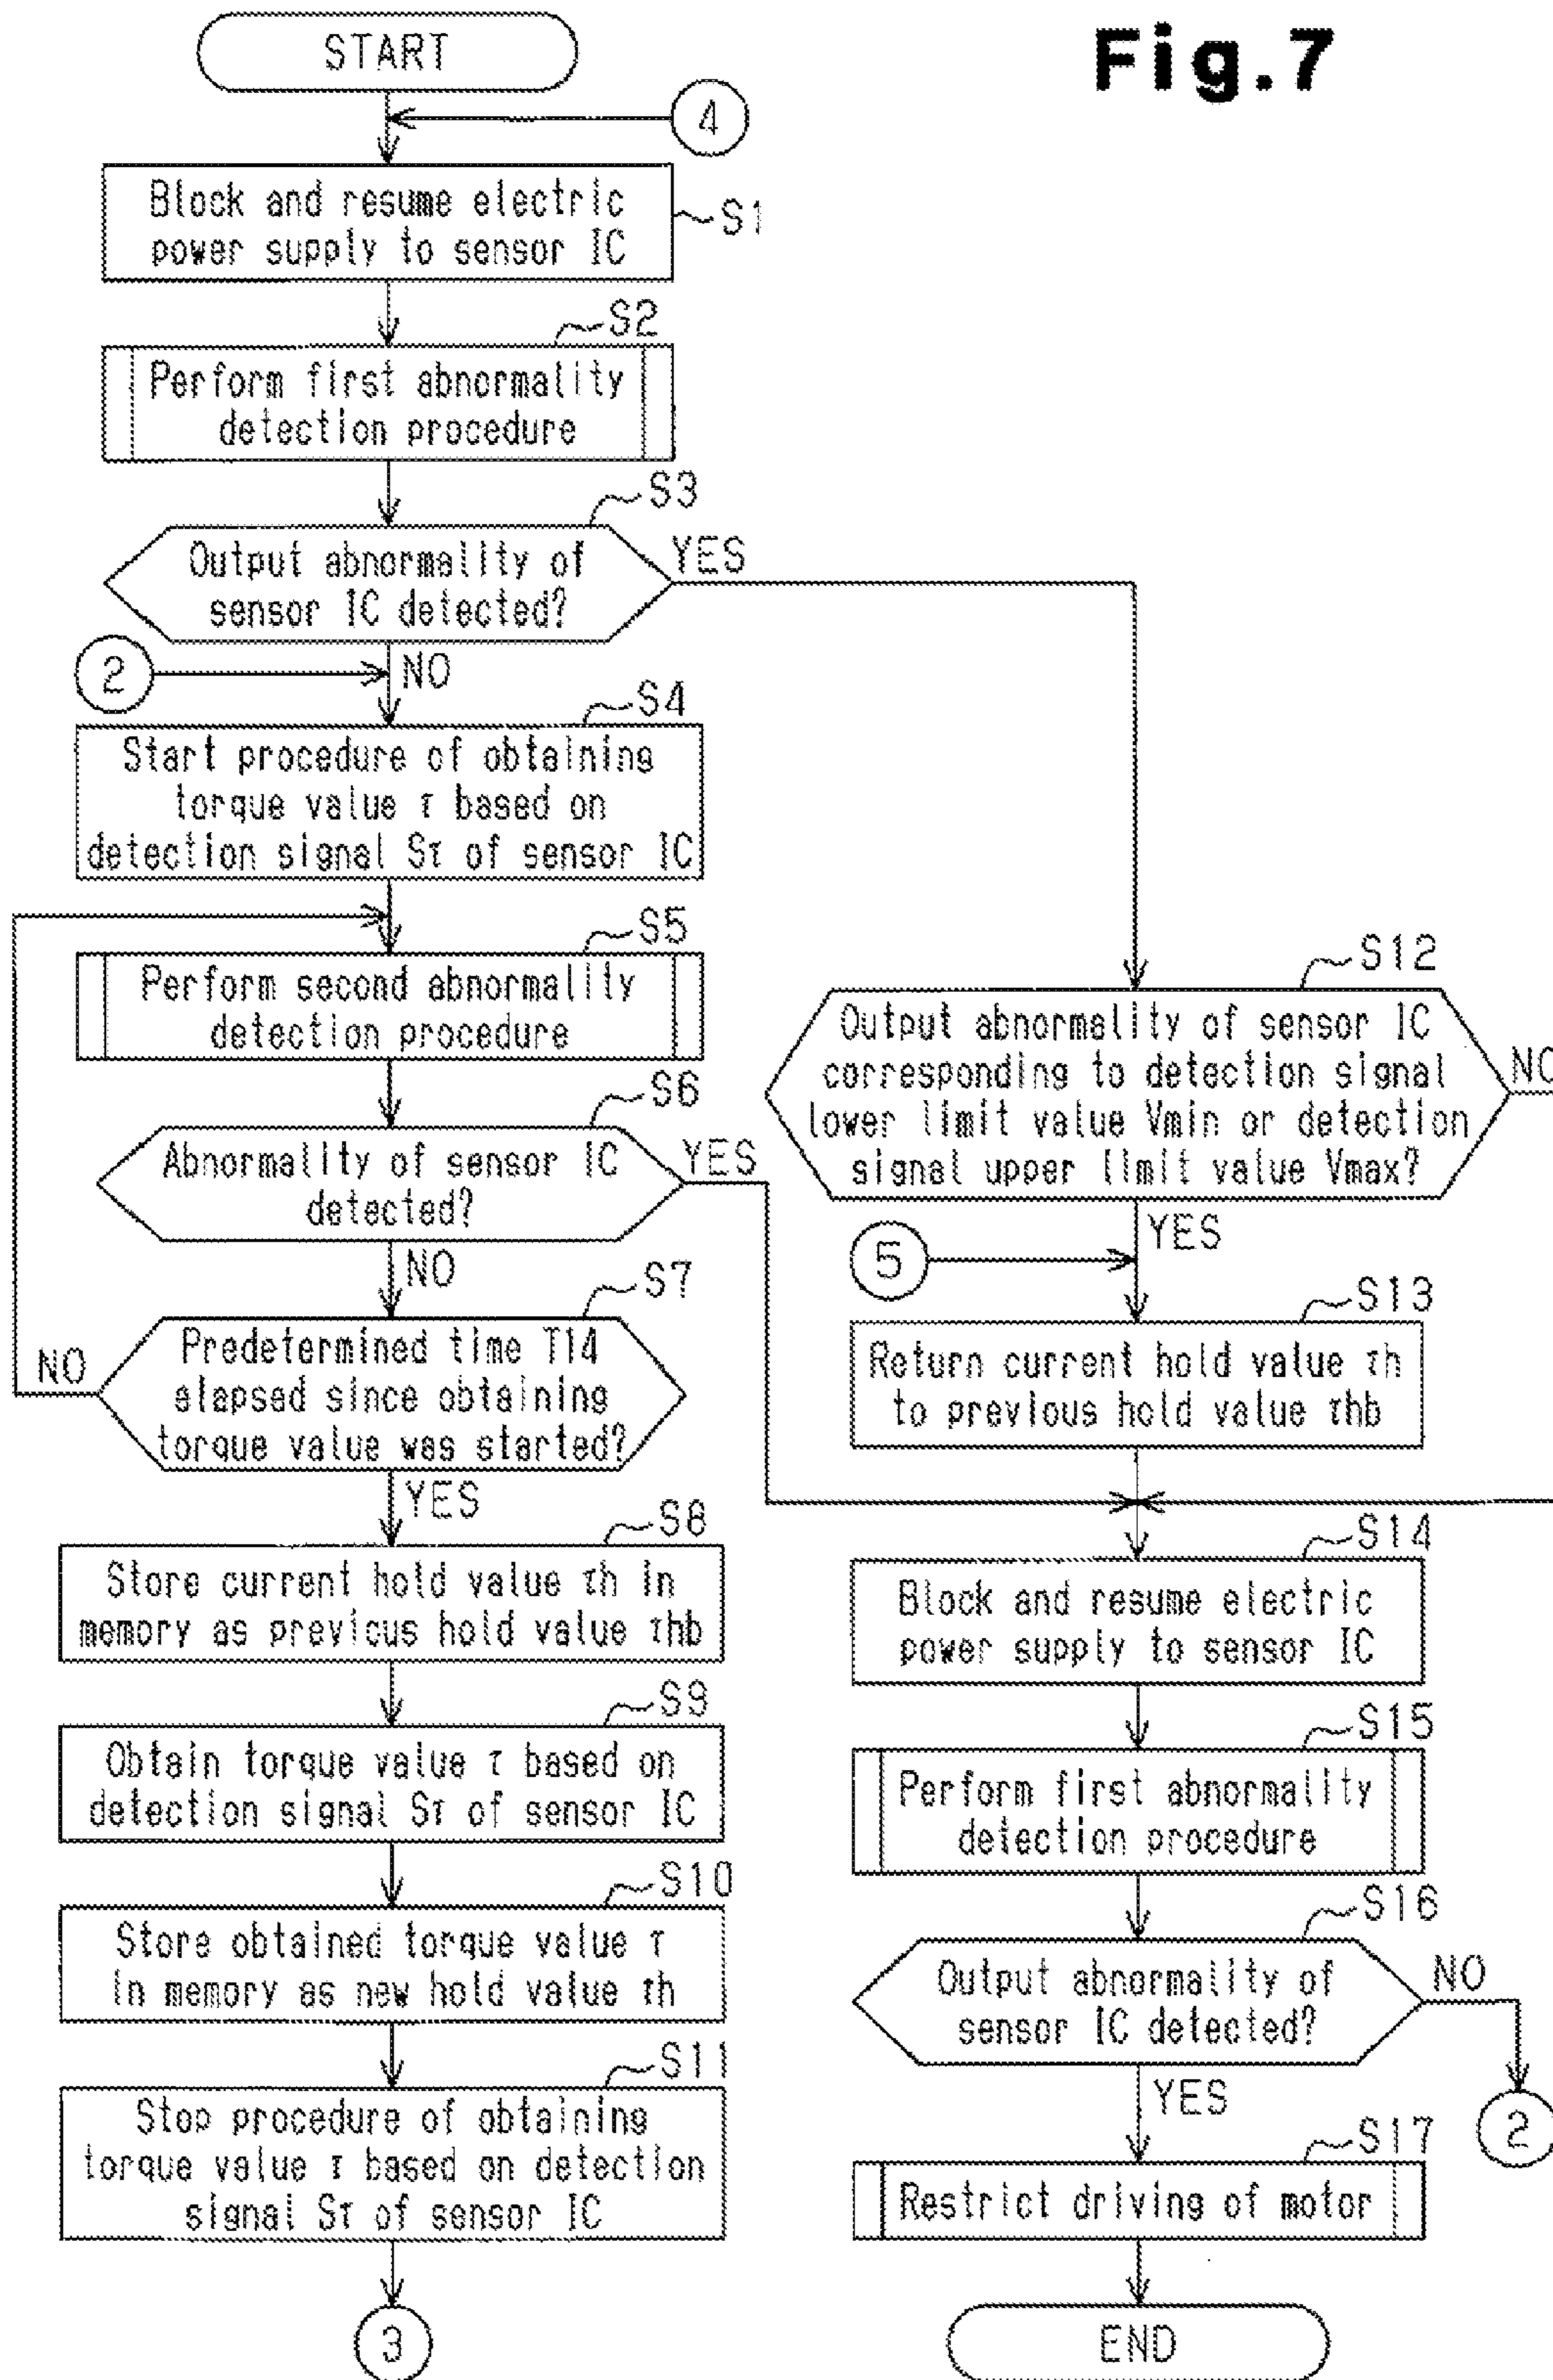 Fig.7
START
4
Block and resume electric
power supply to sensor IC
S1
S2
Perform first abnormality
detection procedure
S3
Output abnormality of
sensor IC detected?
YES
2
NO
S4
Start procedure of obtaining
torque value τ based on
detection signal Sτ of sensor IC
S5
Perform second abnormality
detection procedure
S6
Abnormality of sensor IC
detected?
YES
NO
S7
Predetermined time T14
elapsed since obtaining
torque value was started?
NO
YES
S8
Store current hold value τh in
memory as previous hold value τhb
S9
Obtain torque value τ based on
detection signal Sτ of sensor IC
S10
Store obtained torque value τ
in memory as new hold value τh
S11
Stop procedure of obtaining
torque value τ based on detection
signal Sτ of sensor IC
3
S12
Output abnormality of sensor IC
corresponding to detection signal
lower limit value Vmin or detection
signal upper limit value Vmax?
NO
YES
5
S13
Return current hold value τh
to previous hold value τhb
S14
Block and resume electric
power supply to sensor IC
S15
Perform first abnormality
detection procedure
S16
Output abnormality of
sensor IC detected?
NO
2
YES
S17
Restrict driving of motor
END